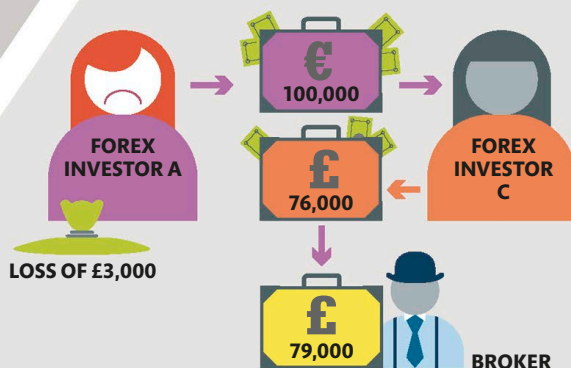 €
100,000
FOREX
INVESTOR A
£
76,000
FOREX
INVESTOR
C
LOSS OF £3,000
£
79,000
BROKER